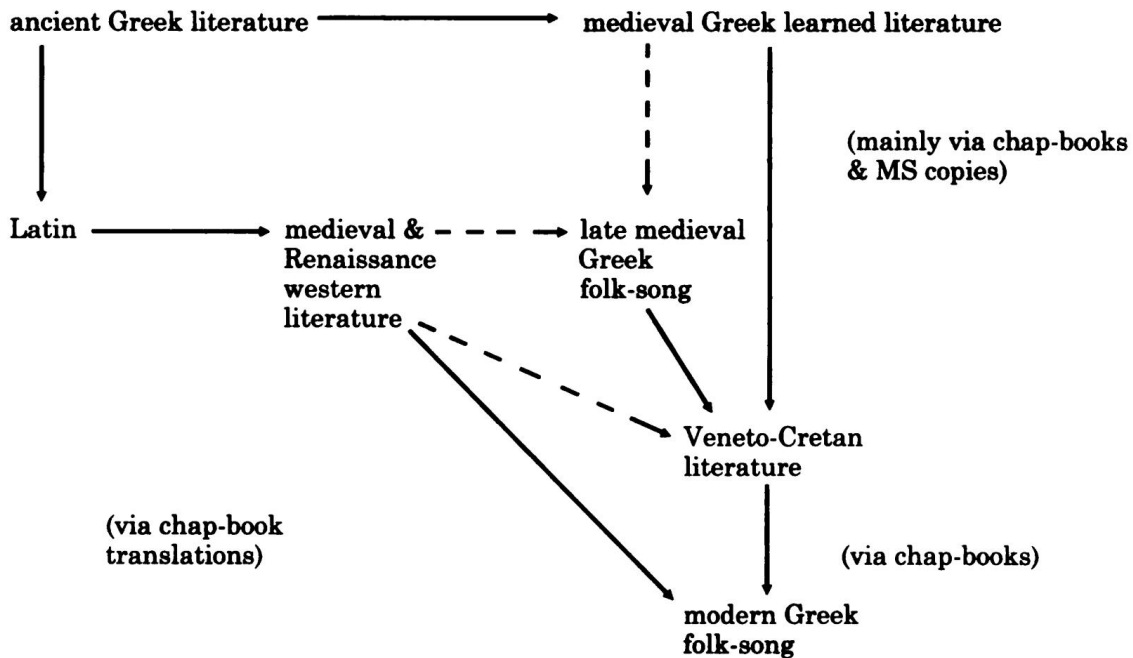 ancient Greek literature
medieval Greek learned literature
(mainly via chap-books
& MS copies)
Latin
medieval &
Renaissance
western
literature
late medieval
Greek
folk-song
Veneto-Cretan
literature
(via chap-book
translations)
(via chap-books)
modern Greek
folk-song